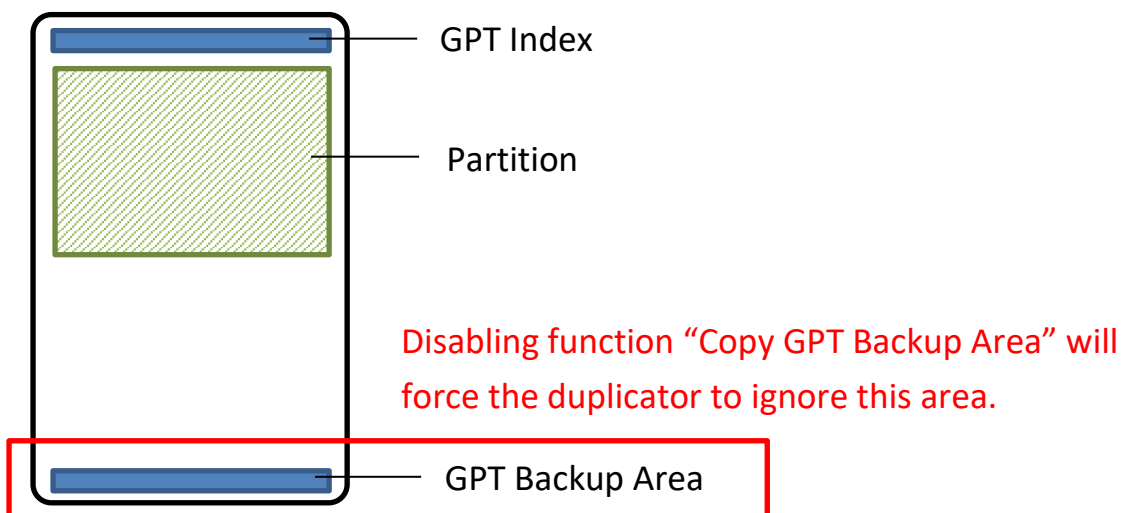 GPT Index
Partition
Disabling function “Copy GPT Backup Area” will
force the duplicator to ignore this area.
GPT Backup Area